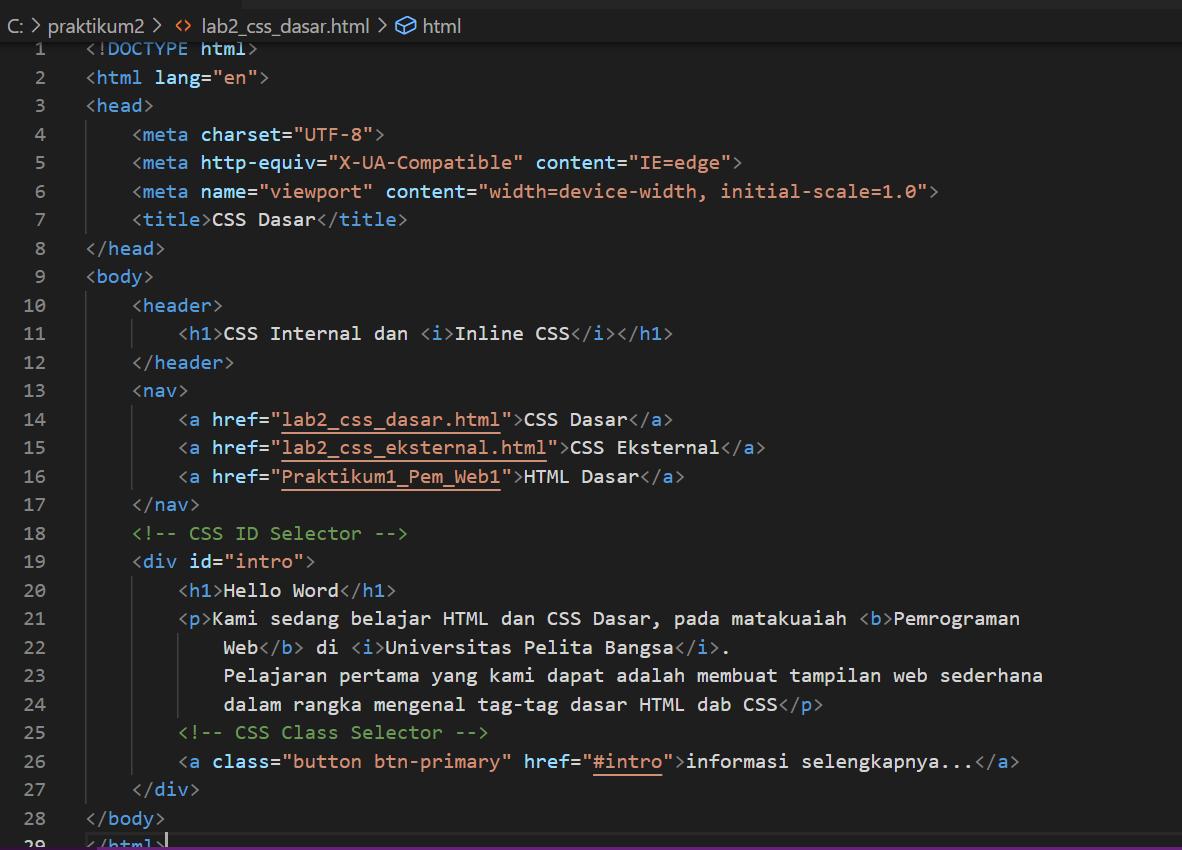 C: > praktikum2 > <> lab2_css_dasar.html > html
1 <!DOCTYPE html>
2 <html lang="en">
3 <head>
4 <meta charset="UTF-8">
5 <meta http-equiv="X-UA-Compatible" content="IE=edge">
6 <meta name="viewport" content="width=device-width, initial-scale=1.0">
7 <title>CSS Dasar</title>
8 </head>
9 <body>
10 <header>
11 <h1>CSS Internal dan <i>Inline CSS</i></h1>
12 </header>
13 <nav>
14 <a href="lab2_css_dasar.html">CSS Dasar</a>
15 <a href="lab2_css_eksternal.html">CSS Eksternal</a>
16 <a href="Praktikum1_Pem_Web1">HTML Dasar</a>
17 </nav>
18 <!-- CSS ID Selector -->
19 <div id="intro">
20 <h1>Hello Word</h1>
21 <p>Kami sedang belajar HTML dan CSS Dasar, pada matakuaiah <b>Pemrograman
22 Web</b> di <i>Universitas Pelita Bangsa</i>.
23 Pelajaran pertama yang kami dapat adalah membuat tampilan web sederhana
24 dalam rangka mengenal tag-tag dasar HTML dab CSS</p>
25 <!-- CSS Class Selector -->
26 <a class="button btn-primary" href="#intro">informasi selengkapnya...</a>
27 </div>
28 </body>
29 </html>